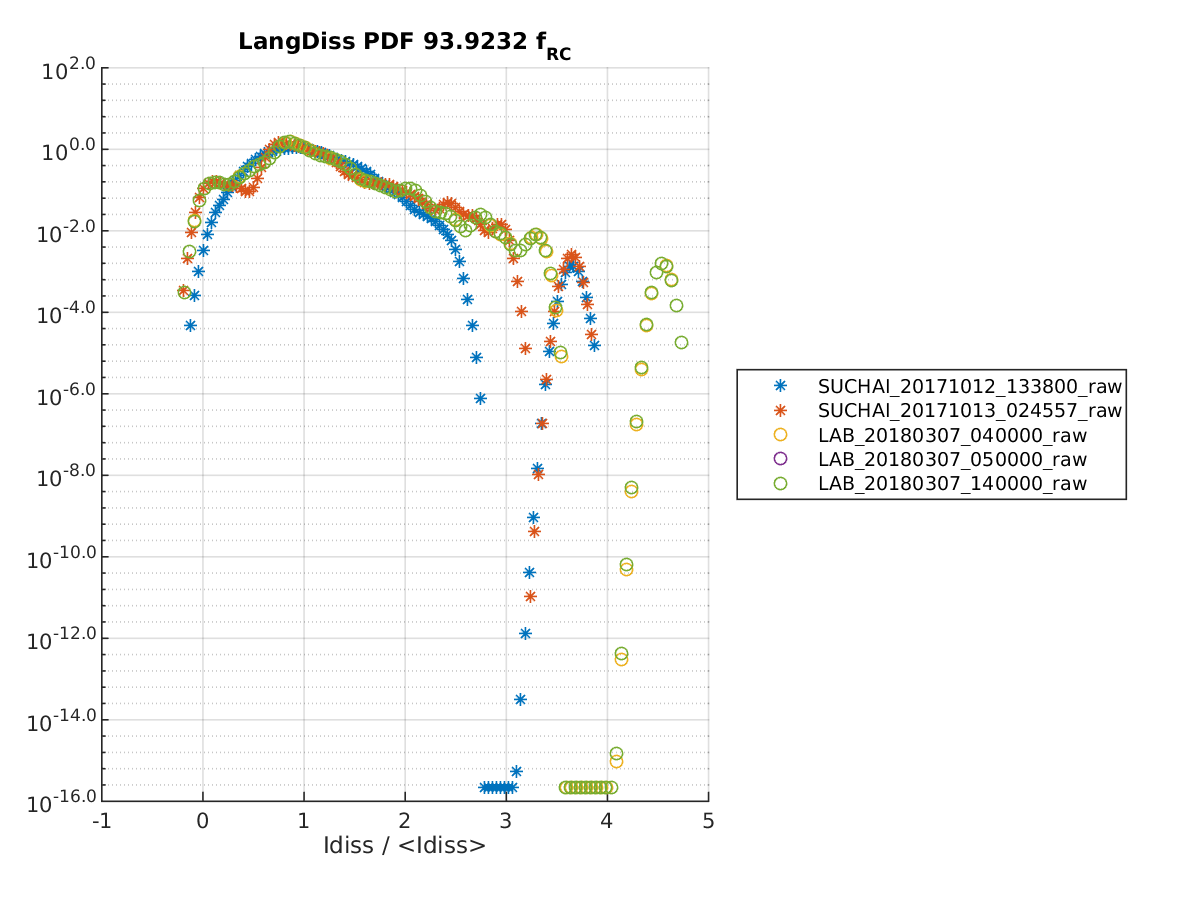 LangDiss PDF 93.9232 f_RC
10^2.0
10^0.0
10^-2.0
10^-4.0
10^-6.0
10^-8.0
10^-10.0
10^-12.0
10^-14.0
10^-16.0
-1 0 1 2 3 4 5
Idiss / <Idiss>
SUCHAI_20171012_133800_raw
SUCHAI_20171013_024557_raw
LAB_20180307_040000_raw
LAB_20180307_050000_raw
LAB_20180307_140000_raw